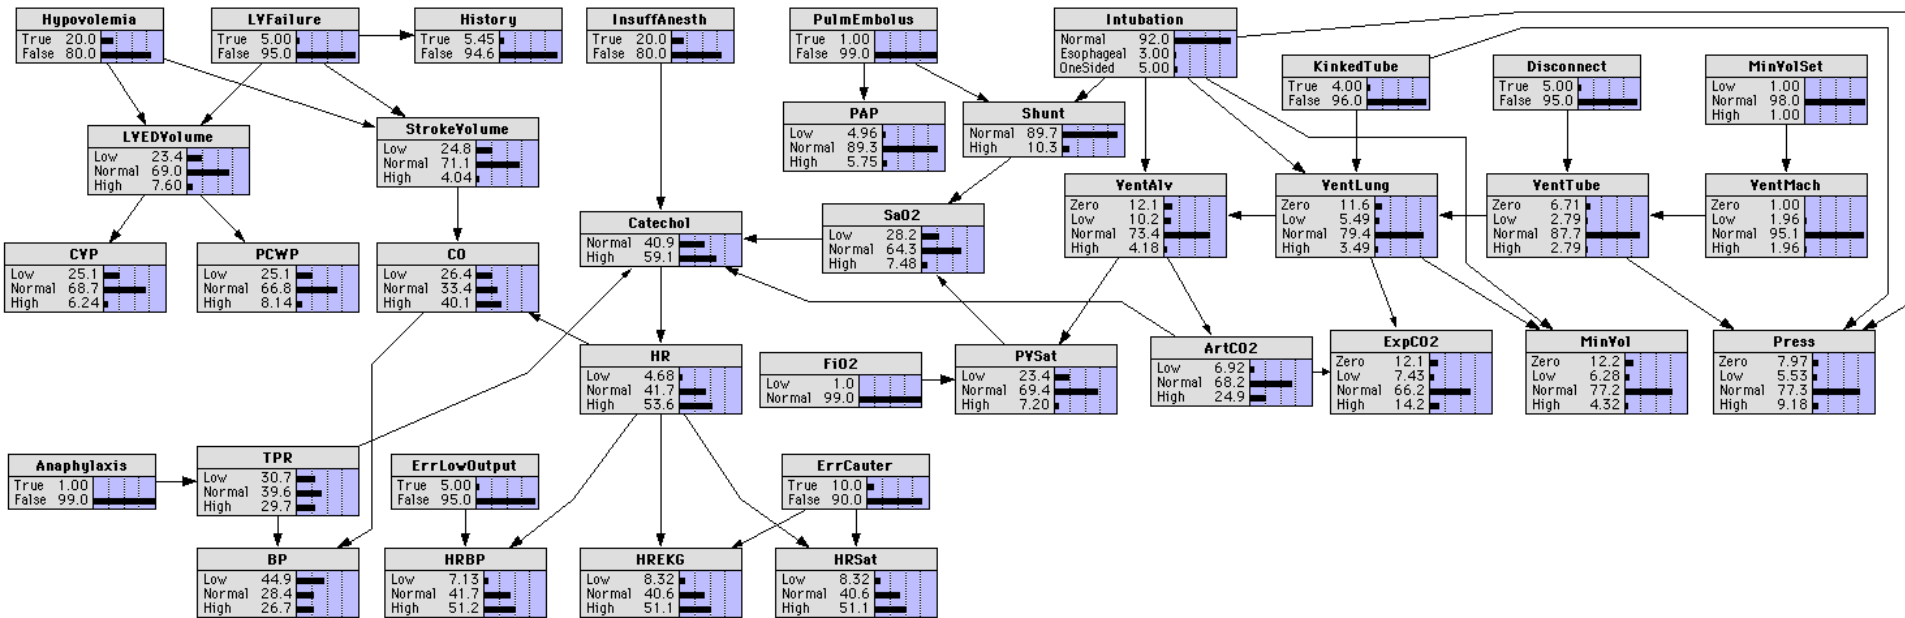 Hypovolemia
True 20.0
False 80.0
LVFailure
True 5.00
False 95.0
History
True 5.45
False 94.6
InsuffAnesth
True 20.0
False 80.0
PulmEmbolus
True 1.00
False 99.0
Intubation
Normal 92.0
Esophageal 3.00
OneSided 5.00
KinkedTube
True 4.00
False 96.0
Disconnect
True 5.00
False 95.0
MinVolSet
Low 1.00
Normal 98.0
High 1.00
LVEDVolume
Low 23.4
Normal 69.0
High 7.60
StrokeVolume
Low 24.8
Normal 71.1
High 4.04
PAP
Low 4.96
Normal 89.3
High 5.75
Shunt
Normal 89.7
High 10.3
VentAlv
Zero 12.1
Low 10.2
Normal 73.4
High 4.18
VentLung
Zero 11.6
Low 5.49
Normal 79.4
High 3.49
VentTube
Zero 6.71
Low 2.79
Normal 87.7
High 2.79
VentMach
Zero 1.00
Low 1.96
Normal 95.1
High 1.96
CVP
Low 25.1
Normal 68.7
High 6.24
PCWP
Low 25.1
Normal 66.8
High 8.14
CO
Low 26.4
Normal 33.4
High 40.1
Catechol
Normal 40.9
High 59.1
SaO2
Low 28.2
Normal 64.3
High 7.48
HR
Low 4.68
Normal 41.7
High 53.6
FiO2
Low 1.0
Normal 99.0
PVSat
Low 23.4
Normal 69.4
High 7.20
ArtCO2
Low 6.92
Normal 68.2
High 24.9
ExpCO2
Zero 12.1
Low 7.43
Normal 66.2
High 14.2
MinVol
Zero 12.2
Low 6.28
Normal 77.2
High 4.32
Press
Zero 7.97
Low 5.53
Normal 77.3
High 9.18
Anaphylaxis
True 1.00
False 99.0
TPR
Low 30.7
Normal 39.6
High 29.7
ErrLowOutput
True 5.00
False 95.0
ErrCauter
True 10.0
False 90.0
BP
Low 44.9
Normal 28.4
High 26.7
HRBP
Low 7.13
Normal 41.7
High 51.2
HREKG
Low 8.32
Normal 40.6
High 51.1
HRSat
Low 8.32
Normal 40.6
High 51.1